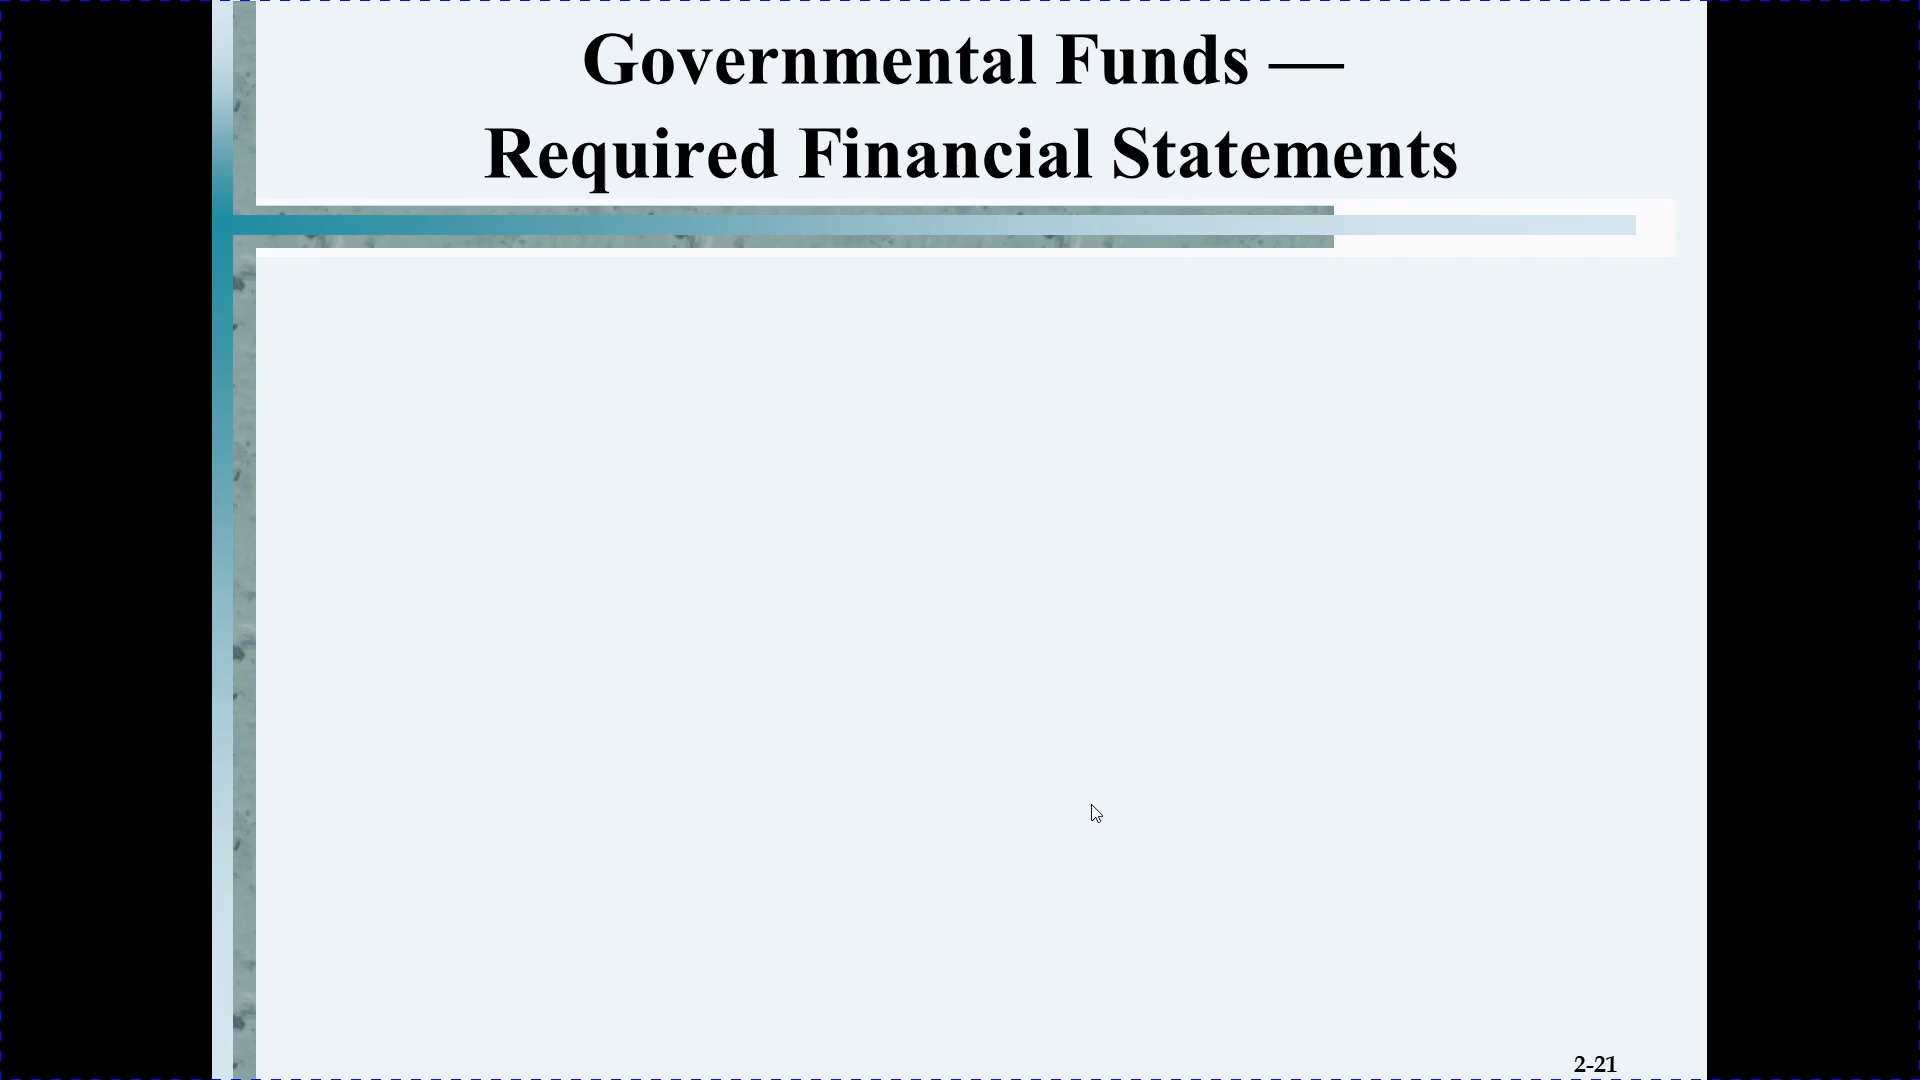 Governmental Funds —
Required Financial Statements
2-21